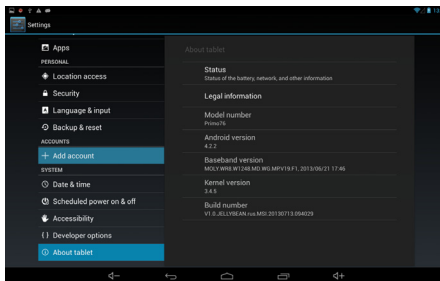 Settings
Apps
PERSONAL
Location access
Security
Language & input
Backup & reset
ACCOUNTS
+ Add account
SYSTEM
Date & time
Scheduled power on & off
Accessibility
{ } Developer options
About tablet
About tablet
Status
Status of the battery, network, and other information
Legal information
Model number
Primo76
Android version
4.2.2
Baseband version
MOLY.WR8.W1248.MD.WG.MP.V19.F1, 2013/06/21 17:46
Kernel version
3.4.5
Build number
V1.0.JELLYBEAN.rus.MSI.20130713.094029